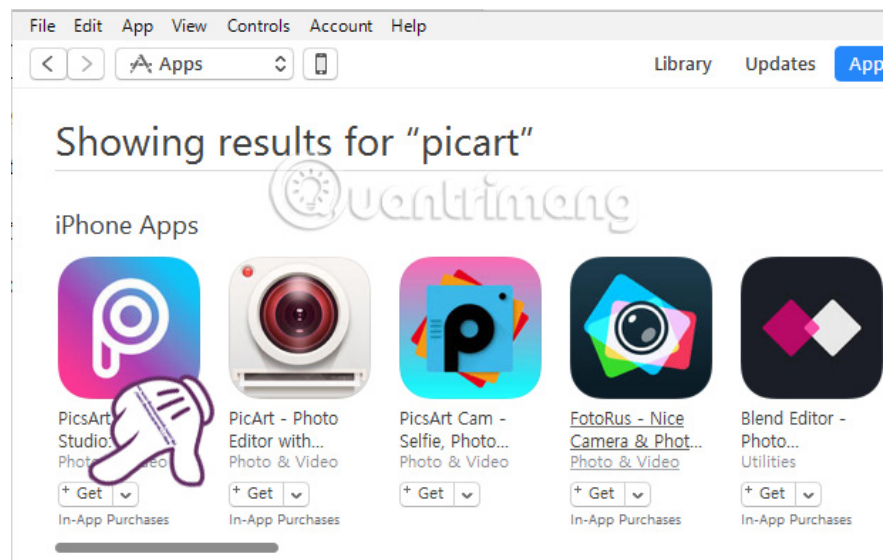 File Edit App View Controls Account Help
Apps Library Updates App
Showing results for “picart”
Quantrimang
iPhone Apps
PicsArt PicArt - Photo PicsArt Cam - FotoRus - Nice Blend Editor -
Studio: Editor with... Selfie, Photo... Camera & Phot... Photo...
Photo & Video Photo & Video Photo & Video Utilities
+ Get + Get + Get + Get + Get
In-App Purchases In-App Purchases In-App Purchases In-App Purchases